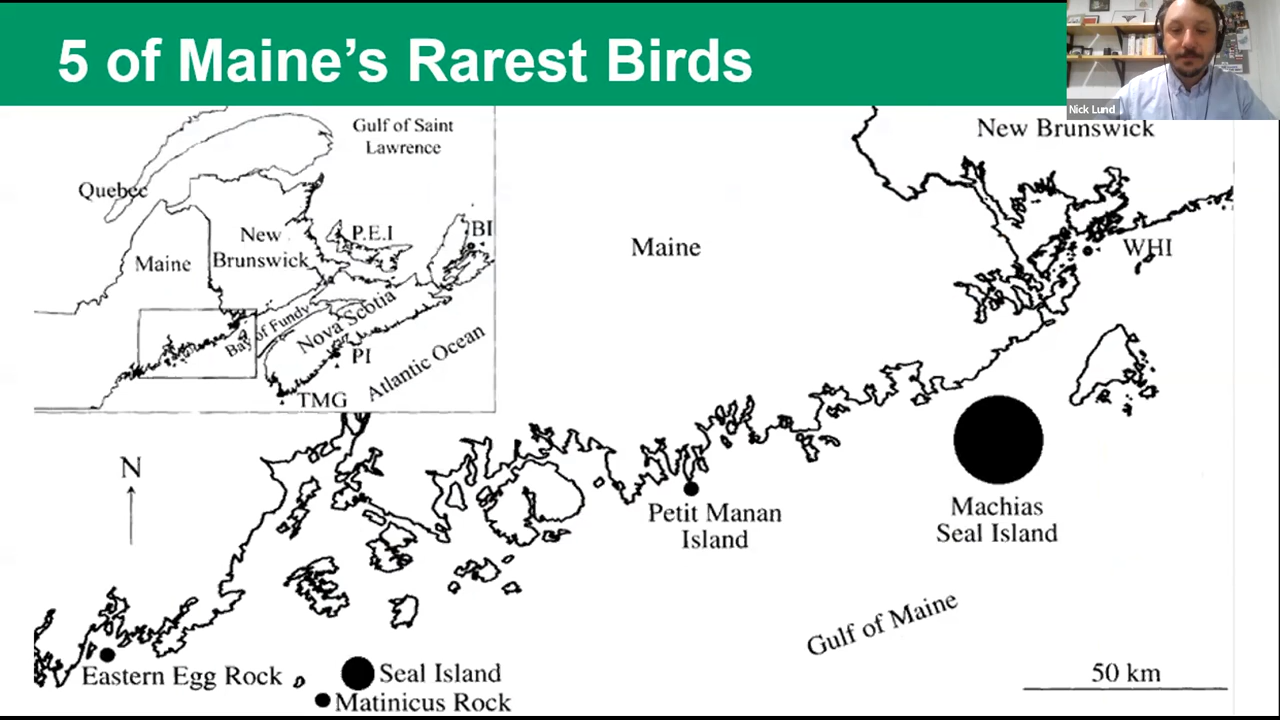 5 of Maine's Rarest Birds
Nick Lund
Gulf of Saint
Lawrence
Quebec
P.E.I
BI
New
Brunswick
Maine
Bay of Fundy
Nova Scotia
PI
Atlantic Ocean
TMG
New Brunswick
Maine
WHI
N
Petit Manan
Island
Machias
Seal Island
Gulf of Maine
Eastern Egg Rock
Seal Island
Matinicus Rock
50 km